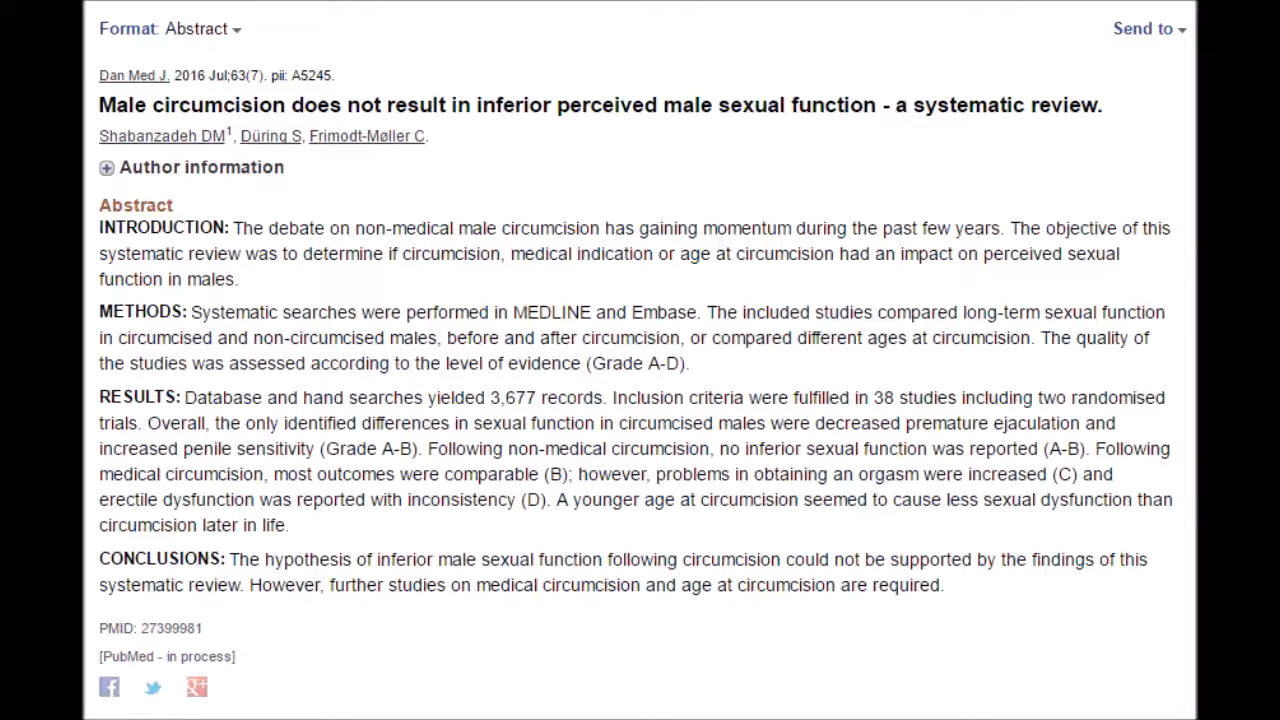 Format: Abstract
Send to
Dan Med J. 2016 Jul;63(7). pii: A5245.
Male circumcision does not result in inferior perceived male sexual function - a systematic review.
Shabanzadeh DM1, Düring S, Frimodt-Møller C.
Author information
Abstract
INTRODUCTION: The debate on non-medical male circumcision has gaining momentum during the past few years. The objective of this
systematic review was to determine if circumcision, medical indication or age at circumcision had an impact on perceived sexual
function in males.
METHODS: Systematic searches were performed in MEDLINE and Embase. The included studies compared long-term sexual function
in circumcised and non-circumcised males, before and after circumcision, or compared different ages at circumcision. The quality of
the studies was assessed according to the level of evidence (Grade A-D).
RESULTS: Database and hand searches yielded 3,677 records. Inclusion criteria were fulfilled in 38 studies including two randomised
trials. Overall, the only identified differences in sexual function in circumcised males were decreased premature ejaculation and
increased penile sensitivity (Grade A-B). Following non-medical circumcision, no inferior sexual function was reported (A-B). Following
medical circumcision, most outcomes were comparable (B); however, problems in obtaining an orgasm were increased (C) and
erectile dysfunction was reported with inconsistency (D). A younger age at circumcision seemed to cause less sexual dysfunction than
circumcision later in life.
CONCLUSIONS: The hypothesis of inferior male sexual function following circumcision could not be supported by the findings of this
systematic review. However, further studies on medical circumcision and age at circumcision are required.
PMID: 27399981
[PubMed - in process]